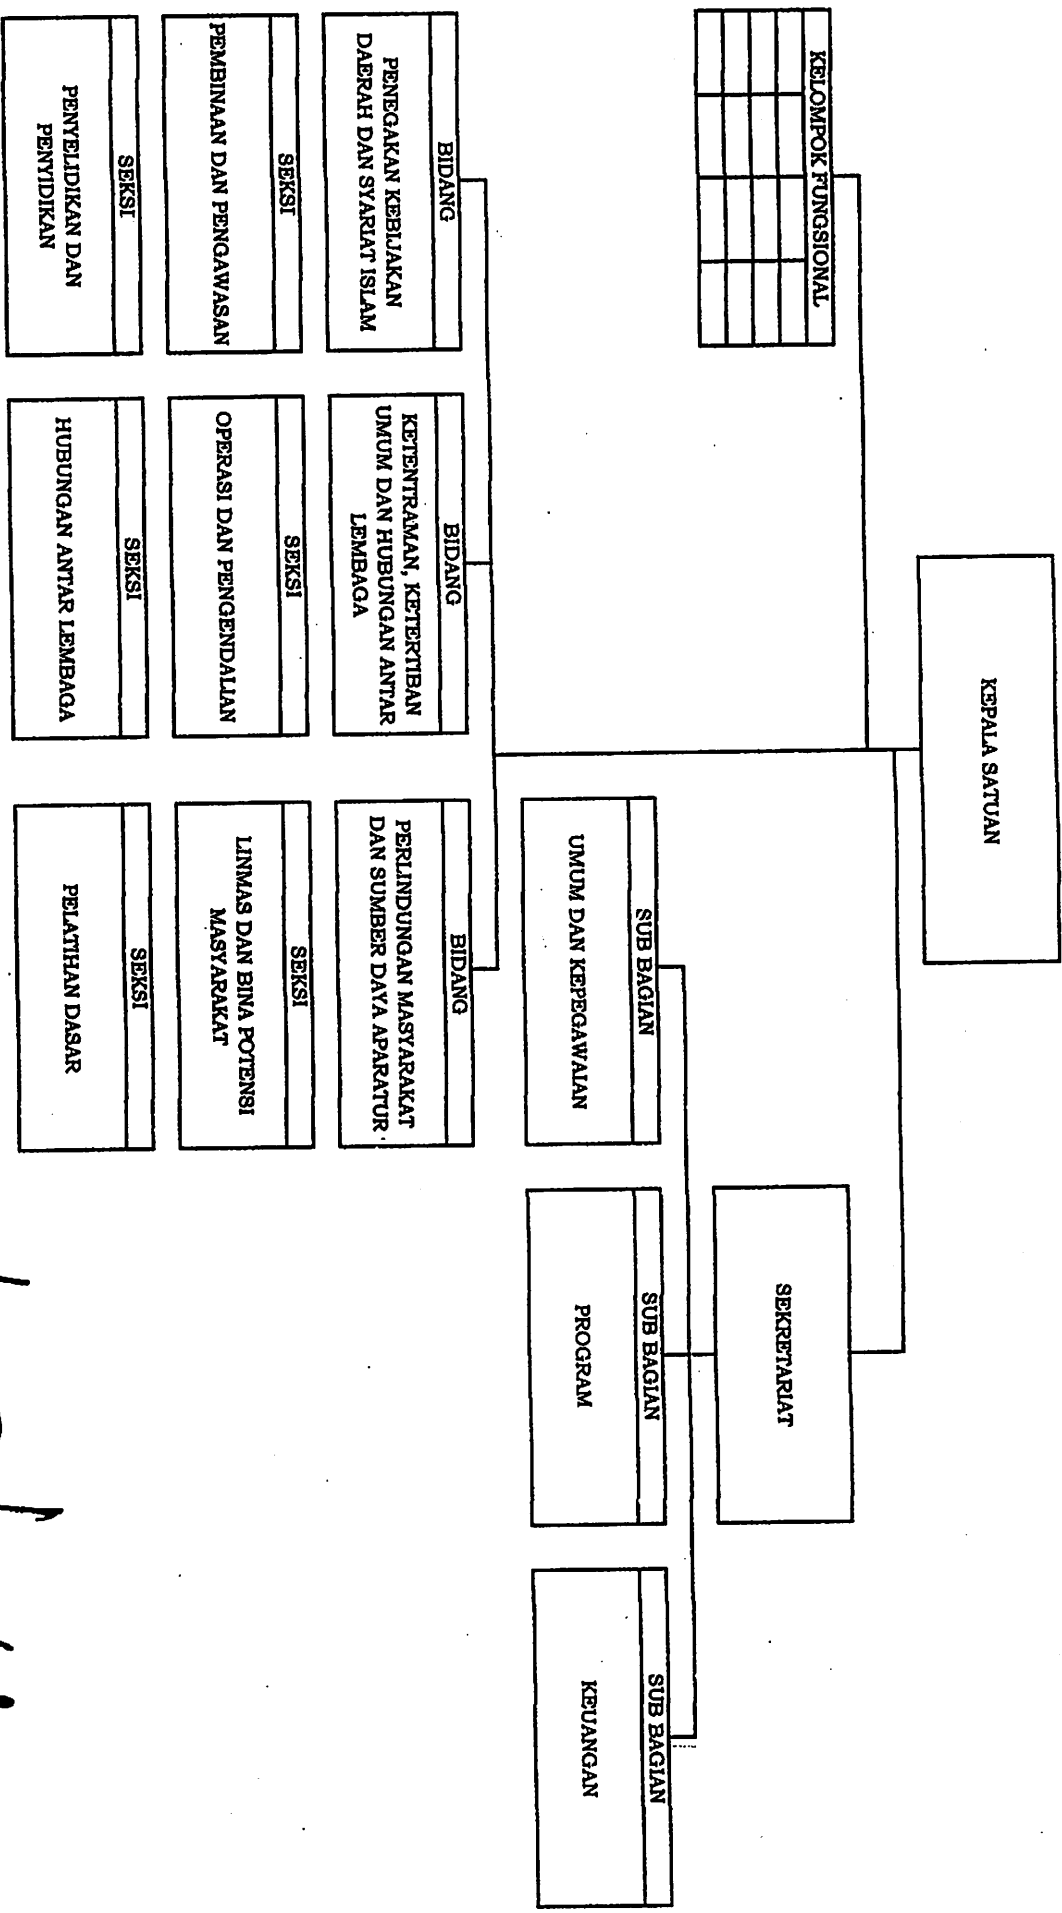 KEPALA SATUAN
KELOMPOK FUNGSIONAL
SEKRETARIAT
SUB BAGIAN
UMUM DAN KEPEGAWAIAN
SUB BAGIAN
PROGRAM
SUB BAGIAN
KEUANGAN
BIDANG
PENEGAKAN KEBIJAKAN
DAERAH DAN SYARIAT ISLAM
BIDANG
KETENTRAMAN, KETERTIBAN
UMUM DAN HUBUNGAN ANTAR
LEMBAGA
BIDANG
PERLINDUNGAN MASYARAKAT
DAN SUMBER DAYA APARATUR
SEKSI
PEMBINAAN DAN PENGAWASAN
SEKSI
OPERASI DAN PENGENDALIAN
SEKSI
LINMAS DAN BINA POTENSI
MASYARAKAT
SEKSI
PENYELIDIKAN DAN
PENYIDIKAN
SEKSI
HUBUNGAN ANTAR LEMBAGA
SEKSI
PELATIHAN DASAR